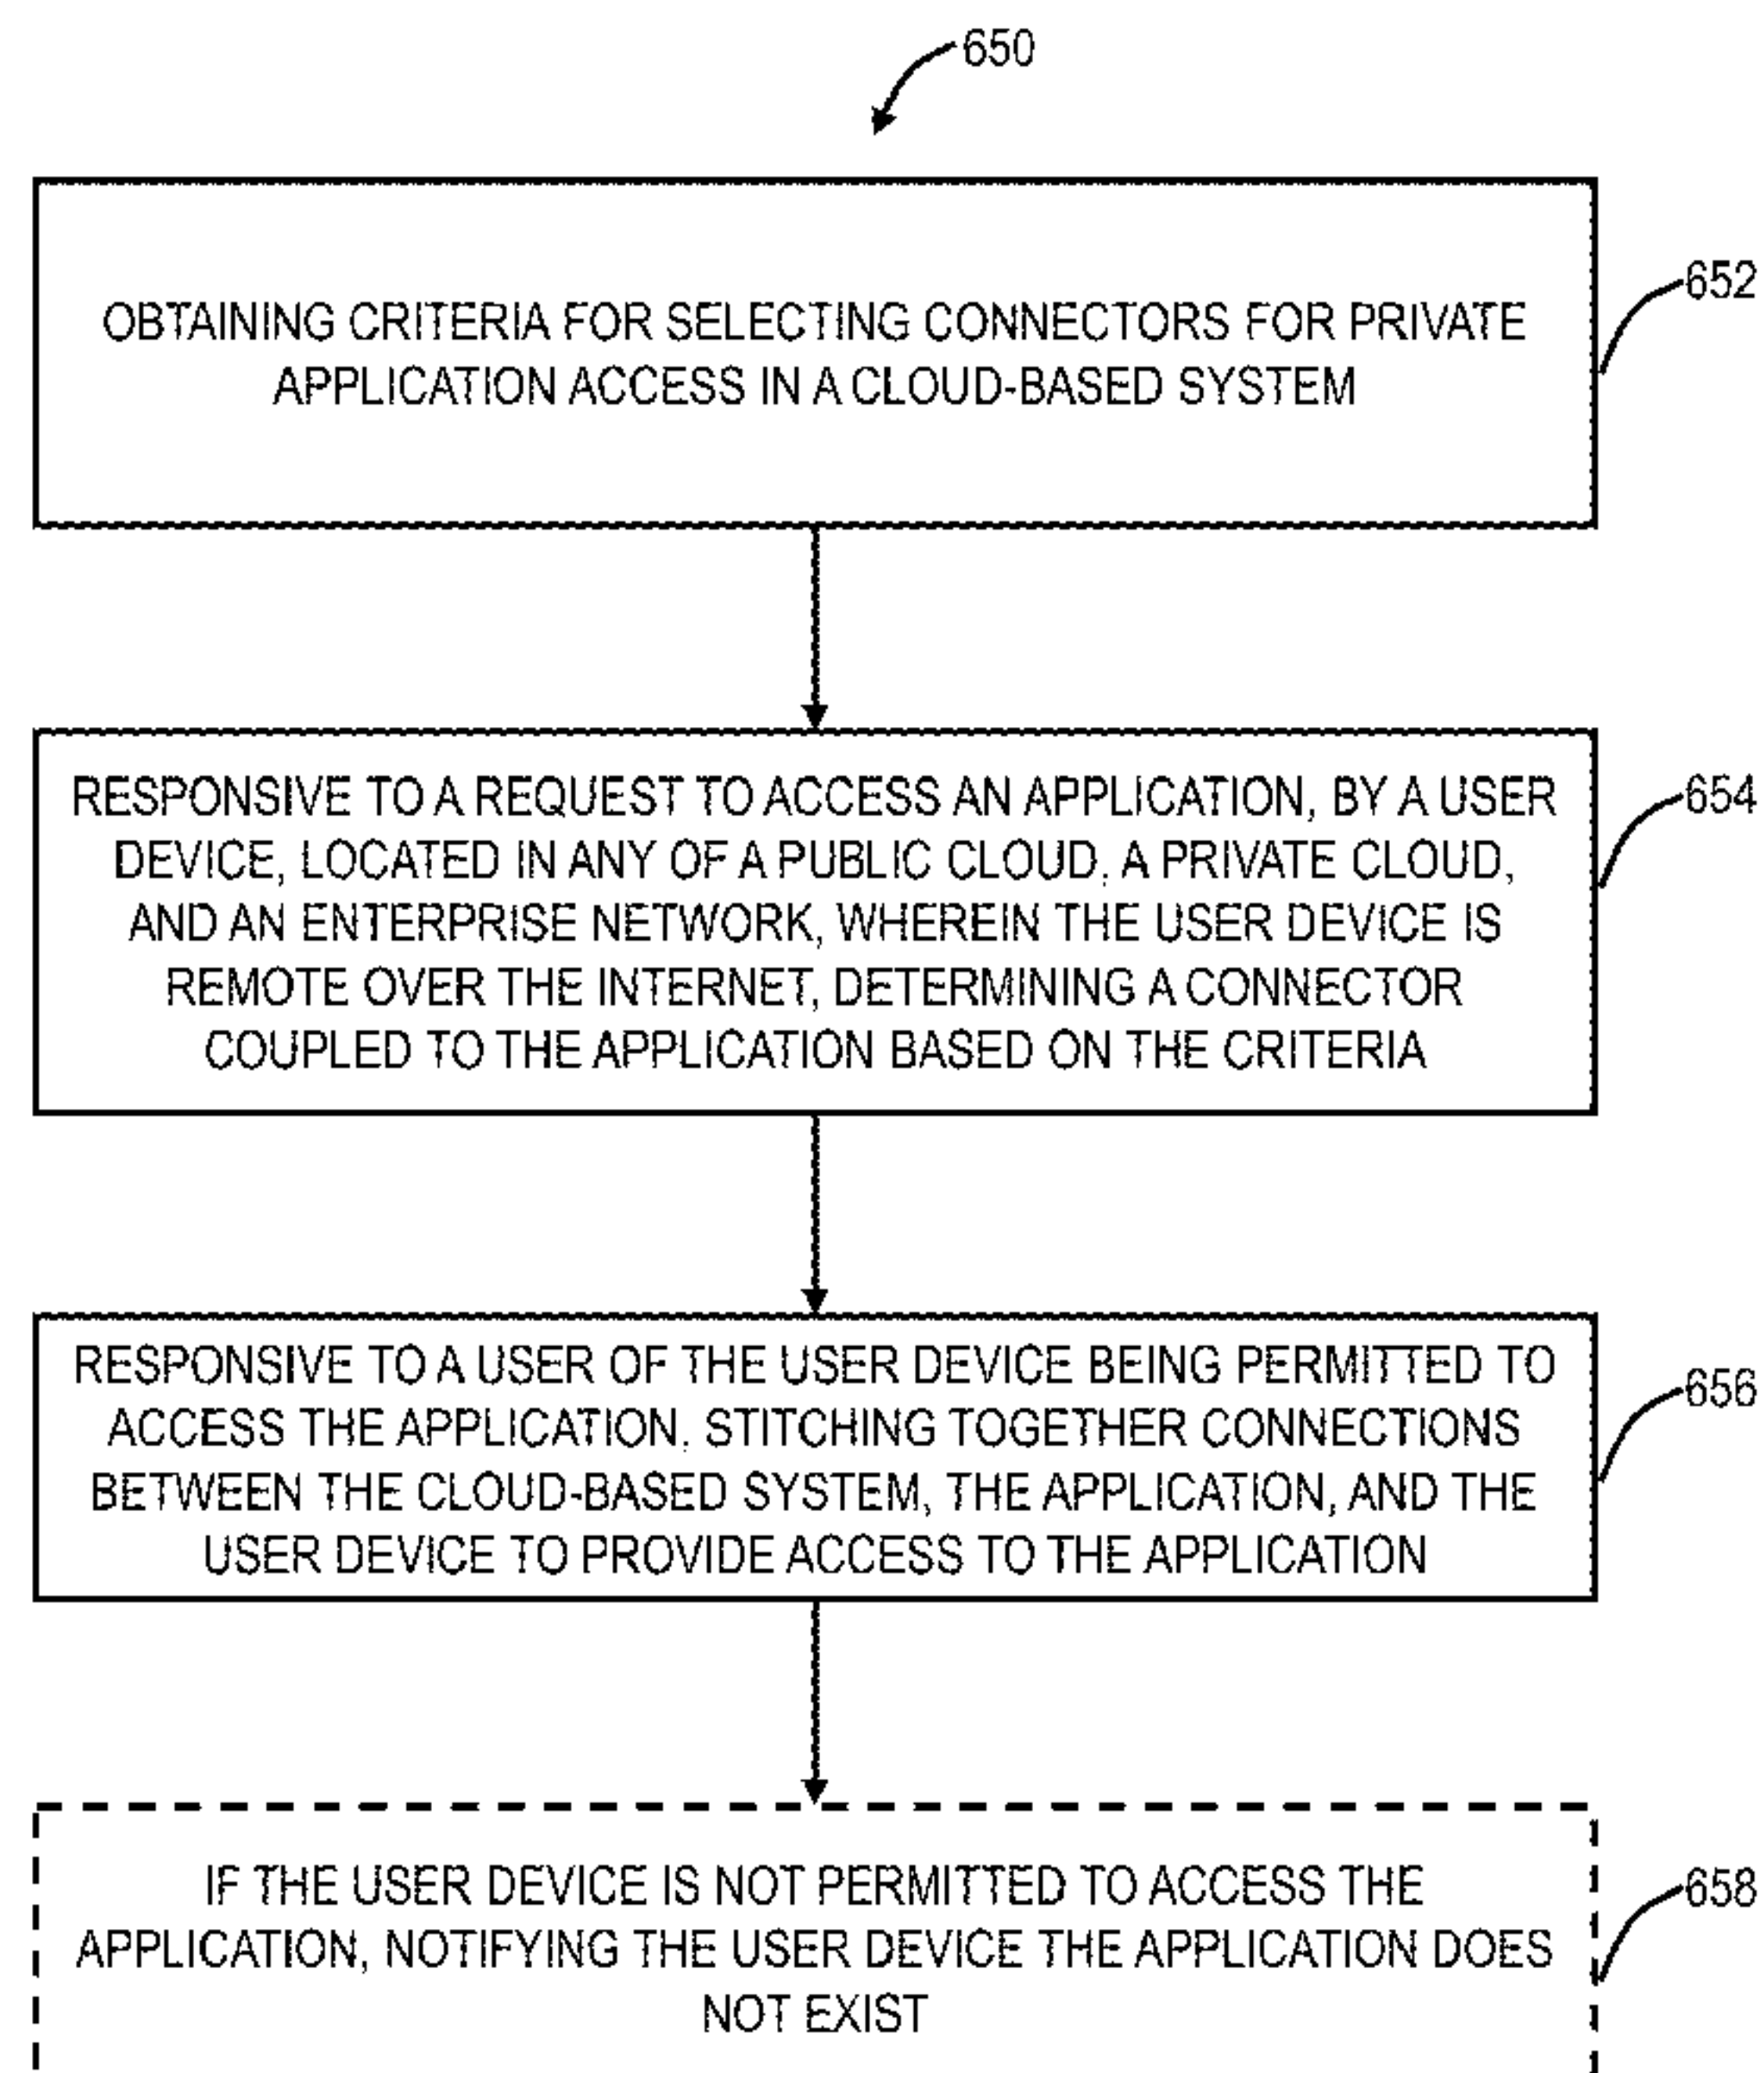 650
OBTAINING CRITERIA FOR SELECTING CONNECTORS FOR PRIVATE
APPLICATION ACCESS IN A CLOUD-BASED SYSTEM
652
RESPONSIVE TO A REQUEST TO ACCESS AN APPLICATION, BY A USER
DEVICE, LOCATED IN ANY OF A PUBLIC CLOUD, A PRIVATE CLOUD,
AND AN ENTERPRISE NETWORK, WHEREIN THE USER DEVICE IS
REMOTE OVER THE INTERNET, DETERMINING A CONNECTOR
COUPLED TO THE APPLICATION BASED ON THE CRITERIA
654
RESPONSIVE TO A USER OF THE USER DEVICE BEING PERMITTED TO
ACCESS THE APPLICATION, STITCHING TOGETHER CONNECTIONS
BETWEEN THE CLOUD-BASED SYSTEM, THE APPLICATION, AND THE
USER DEVICE TO PROVIDE ACCESS TO THE APPLICATION
656
IF THE USER DEVICE IS NOT PERMITTED TO ACCESS THE
APPLICATION, NOTIFYING THE USER DEVICE THE APPLICATION DOES
NOT EXIST
658